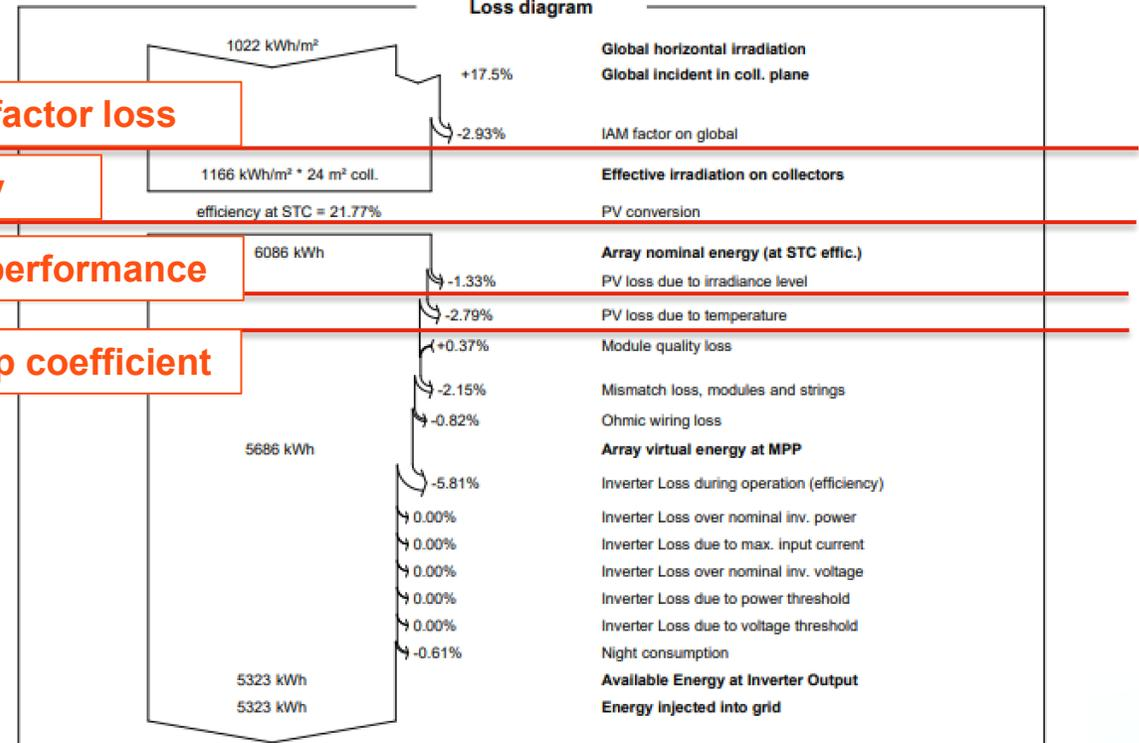 Loss diagram
1022 kWh/m² Global horizontal irradiation
+17.5% Global incident in coll. plane
factor loss
-2.93% IAM factor on global
1166 kWh/m² * 24 m² coll. Effective irradiation on collectors
efficiency at STC = 21.77% PV conversion
6086 kWh Array nominal energy (at STC effic.)
performance
-1.33% PV loss due to irradiance level
-2.79% PV loss due to temperature
+0.37% Module quality loss
coefficient
-2.15% Mismatch loss, modules and strings
-0.82% Ohmic wiring loss
5686 kWh Array virtual energy at MPP
-5.81% Inverter Loss during operation (efficiency)
0.00% Inverter Loss over nominal inv. power
0.00% Inverter Loss due to max. input current
0.00% Inverter Loss over nominal inv. voltage
0.00% Inverter Loss due to power threshold
0.00% Inverter Loss due to voltage threshold
-0.61% Night consumption
5323 kWh Available Energy at Inverter Output
5323 kWh Energy injected into grid